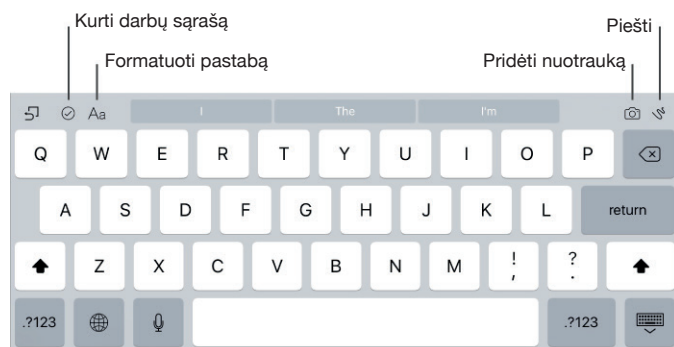 Kurti darbų sąrašą
Piešti
Formatuoti pastabą
Pridėti nuotrauką
Aa
I
The
I'm
Q W E R T Y U I O P
A S D F G H J K L return
Z X C V B N M ! , ? .
.?123 .?123